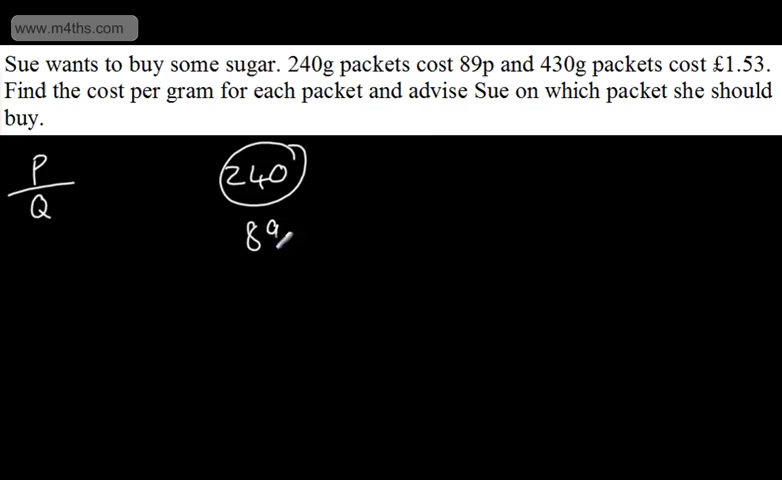 www.m4ths.com
Sue wants to buy some sugar. 240g packets cost 89p and 430g packets cost £1.53.
Find the cost per gram for each packet and advise Sue on which packet she should
buy.
P
Q
240
89